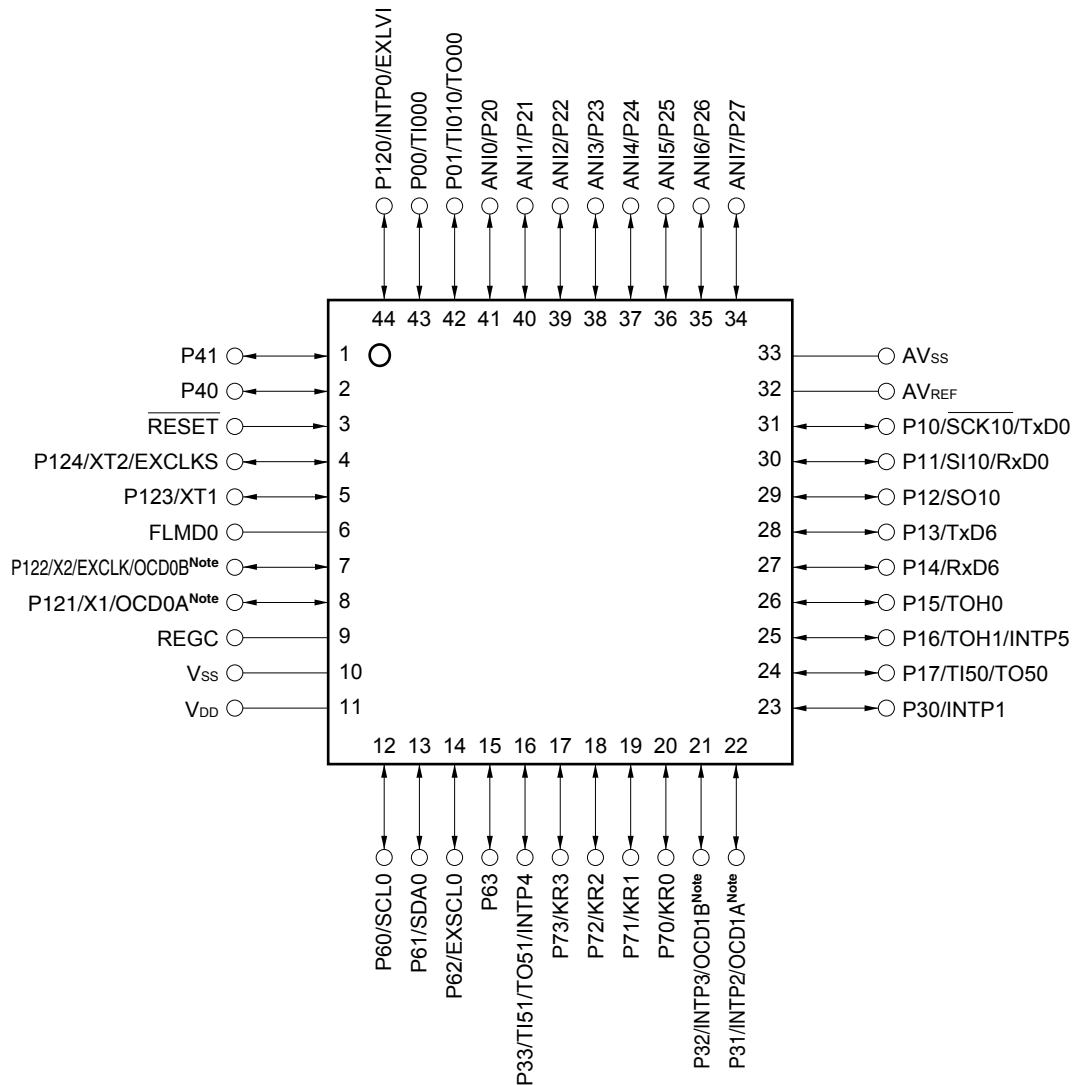 P120/INTP0/EXLVI
P00/TI000
P01/TI010/TO00
ANI0/P20
ANI1/P21
ANI2/P22
ANI3/P23
ANI4/P24
ANI5/P25
ANI6/P26
ANI7/P27
44 43 42 41 40 39 38 37 36 35 34
P41 1
P40 2
RESET 3
P124/XT2/EXCLKS 4
P123/XT1 5
FLMD0 6
P122/X2/EXCLK/OCD0BNote 7
P121/X1/OCD0ANote 8
REGC 9
VSS 10
VDD 11
33 AVSS
32 AVREF
31 P10/SCK10/TxD0
30 P11/SI10/RxD0
29 P12/SO10
28 P13/TxD6
27 P14/RxD6
26 P15/TOH0
25 P16/TOH1/INTP5
24 P17/TI50/TO50
23 P30/INTP1
12 13 14 15 16 17 18 19 20 21 22
P60/SCL0
P61/SDA0
P62/EXSCL0
P63
P33/TI51/TO51/INTP4
P73/KR3
P72/KR2
P71/KR1
P70/KR0
P32/INTP3/OCD1BNote
P31/INTP2/OCD1ANote